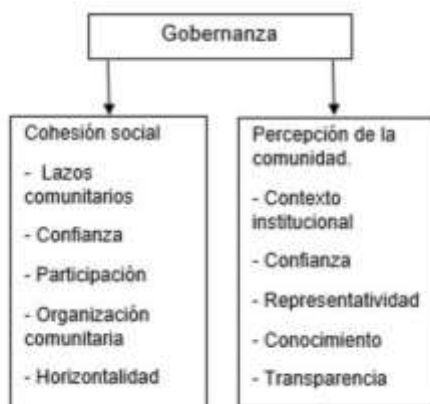 Gobernanza
Cohesión social
- Lazos
comunitarios
- Confianza
- Participación
- Organización
comunitaria
- Horizontalidad
Percepción de la
comunidad.
- Contexto
institucional
- Confianza
- Representatividad
- Conocimiento
- Transparencia